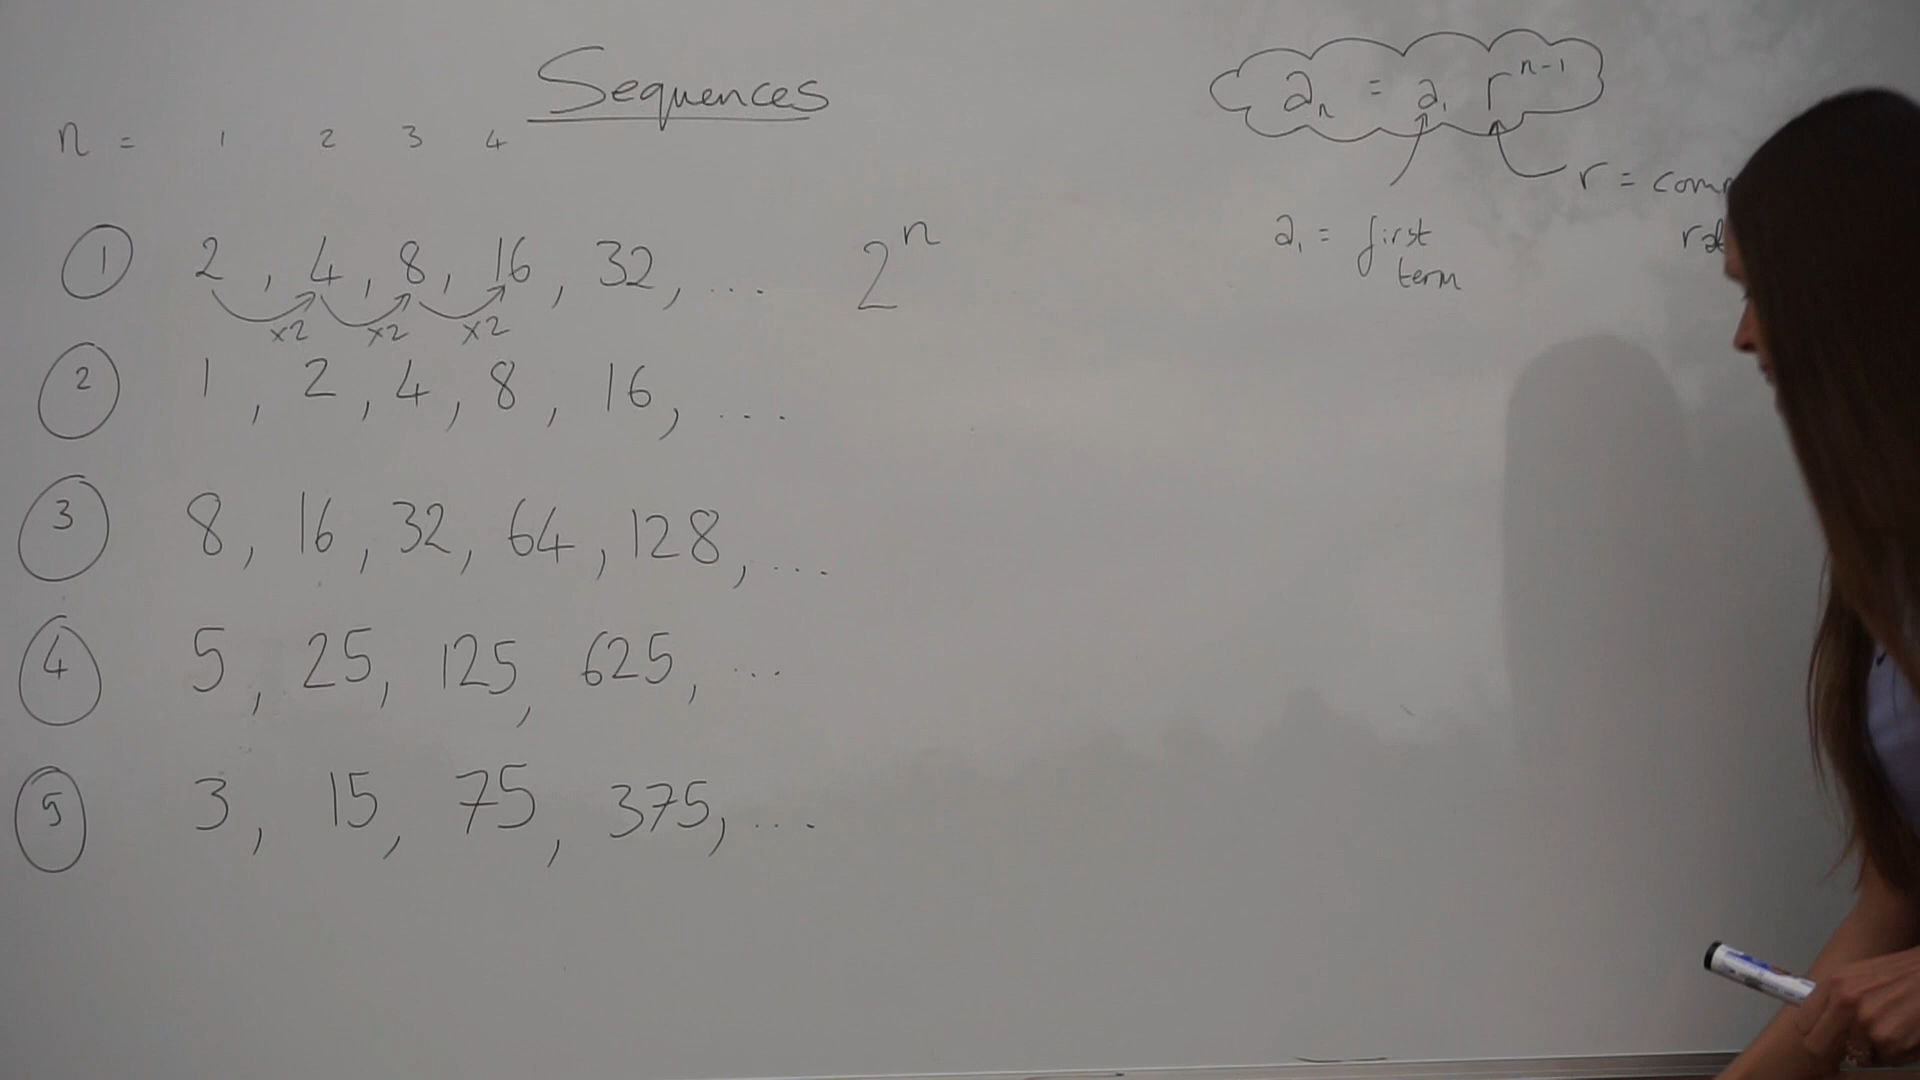 Sequences
n = 1 2 3 4
① 2, 4, 8, 16, 32, ... 2ⁿ
×2 ×2 ×2
② 1, 2, 4, 8, 16, ...
③ 8, 16, 32, 64, 128, ...
④ 5, 25, 125, 625, ...
⑤ 3, 15, 75, 375, ...
aₙ = a₁ rⁿ⁻¹
r =
a₁ = first
term